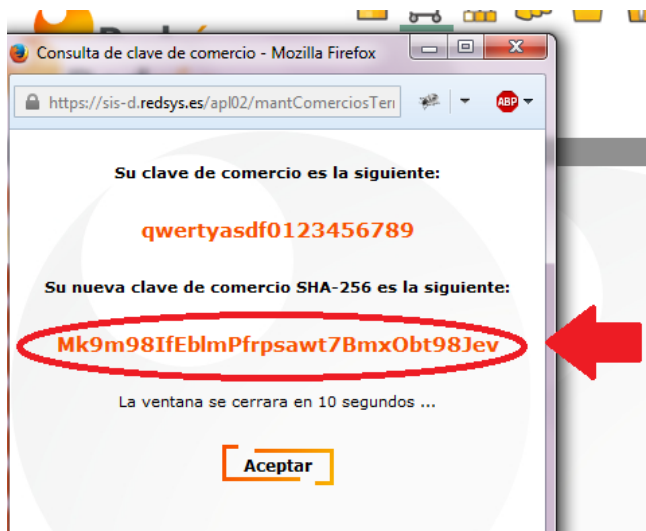 Consulta de clave de comercio - Mozilla Firefox
https://sis-d.redsys.es/apl02/mantComerciosTerr
ABP
Su clave de comercio es la siguiente:
qwertyasdf0123456789
Su nueva clave de comercio SHA-256 es la siguiente:
Mk9m98IfEblmPfrpsawt7BmxObt98Jev
La ventana se cerrara en 10 segundos ...
Aceptar